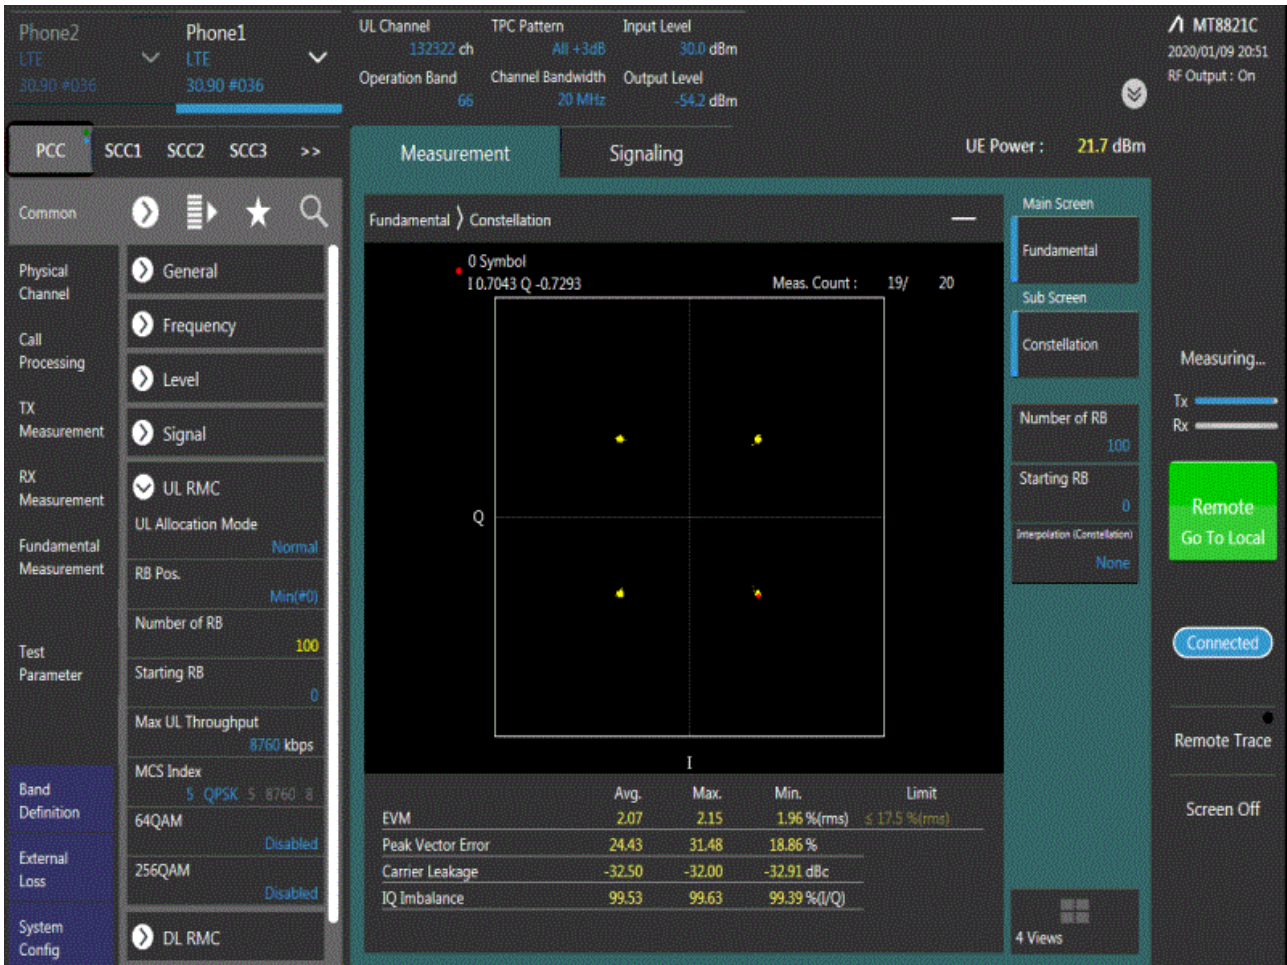 Phone2
LTE
30.90 #036
Phone1
LTE
30.90 #036
UL Channel
132322 ch
TPC Pattern
All +3dB
Input Level
30.0 dBm
Operation Band
66
Channel Bandwidth
20 MHz
Output Level
-54.2 dBm
MT8821C
2020/01/09 20:51
RF Output : On
PCC SCC1 SCC2 SCC3 >>
Measurement
Signaling
UE Power : 21.7 dBm
Common
Physical
Channel
Call
Processing
TX
Measurement
RX
Measurement
Fundamental
Measurement
Test
Parameter
Band
Definition
External
Loss
System
Config
General
Frequency
Level
Signal
UL RMC
UL Allocation Mode
Normal
RB Pos.
Min(#0)
Number of RB
100
Starting RB
0
Max UL Throughput
8760 kbps
MCS Index
5 QPSK 5 8760 8
64QAM
Disabled
256QAM
Disabled
DL RMC
Fundamental 〉 Constellation
0 Symbol
I 0.7043 Q -0.7293
Meas. Count : 19/ 20
Q
I
Avg. Max. Min. Limit
EVM 2.07 2.15 1.96 %(rms) ≤ 17.5 %(rms)
Peak Vector Error 24.43 31.48 18.86 %
Carrier Leakage -32.50 -32.00 -32.91 dBc
IQ Imbalance 99.53 99.63 99.39 %(I/Q)
Main Screen
Fundamental
Sub Screen
Constellation
Number of RB
100
Starting RB
0
Interpolation (Constellation)
None
4 Views
Measuring...
Tx
Rx
Remote
Go To Local
Connected
Remote Trace
Screen Off